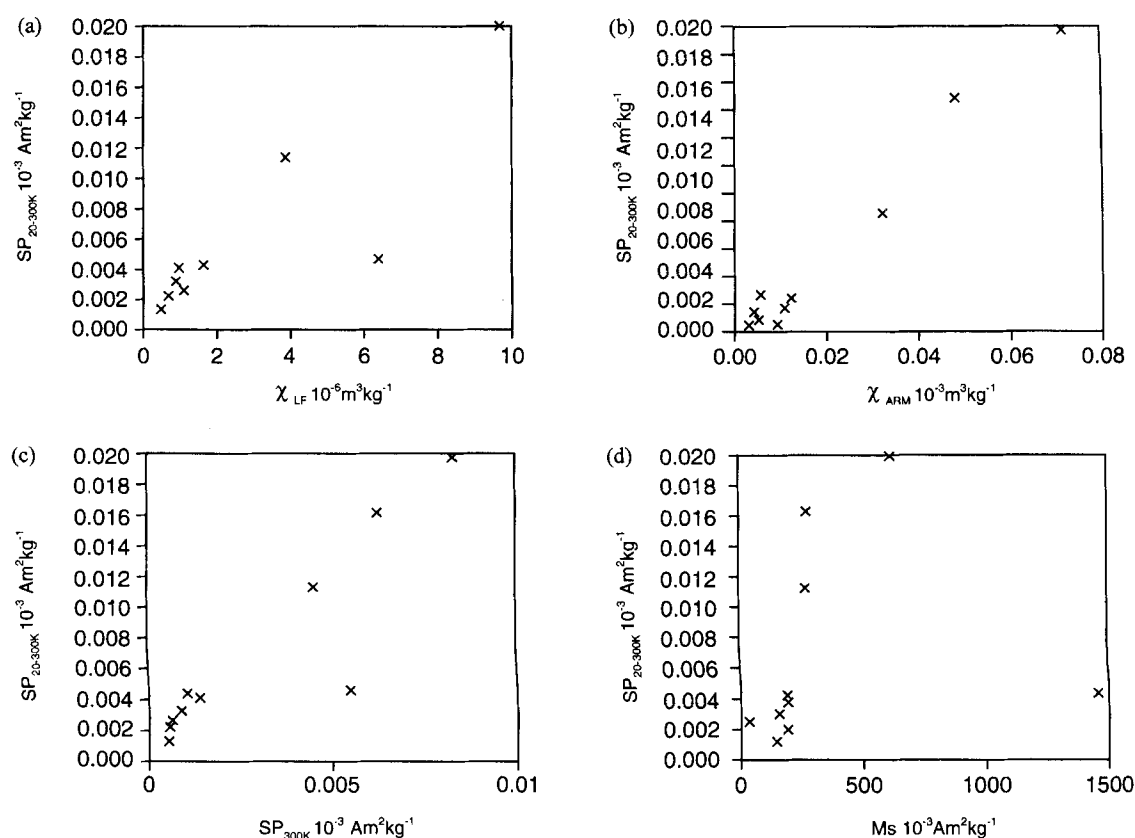 (a)
SP20-300K 10⁻³ Am²kg⁻¹
0.020
0.018
0.016
0.014
0.012
0.010
0.008
0.006
0.004
0.002
0.000
0 2 4 6 8 10
χ LF 10⁻⁶m³kg⁻¹
(b)
SP20-300K 10⁻³ Am²kg⁻¹
0.020
0.018
0.016
0.014
0.012
0.010
0.008
0.006
0.004
0.002
0.000
0.00 0.02 0.04 0.06 0.08
χ ARM 10⁻³m³kg⁻¹
(c)
SP20-300K 10⁻³ Am²kg⁻¹
0.020
0.018
0.016
0.014
0.012
0.010
0.008
0.006
0.004
0.002
0.000
0 0.005 0.01
SP300K 10⁻³ Am²kg⁻¹
(d)
SP20-300K 10⁻³ Am²kg⁻¹
0.020
0.018
0.016
0.014
0.012
0.010
0.008
0.006
0.004
0.002
0.000
0 500 1000 1500
Ms 10⁻³Am²kg⁻¹